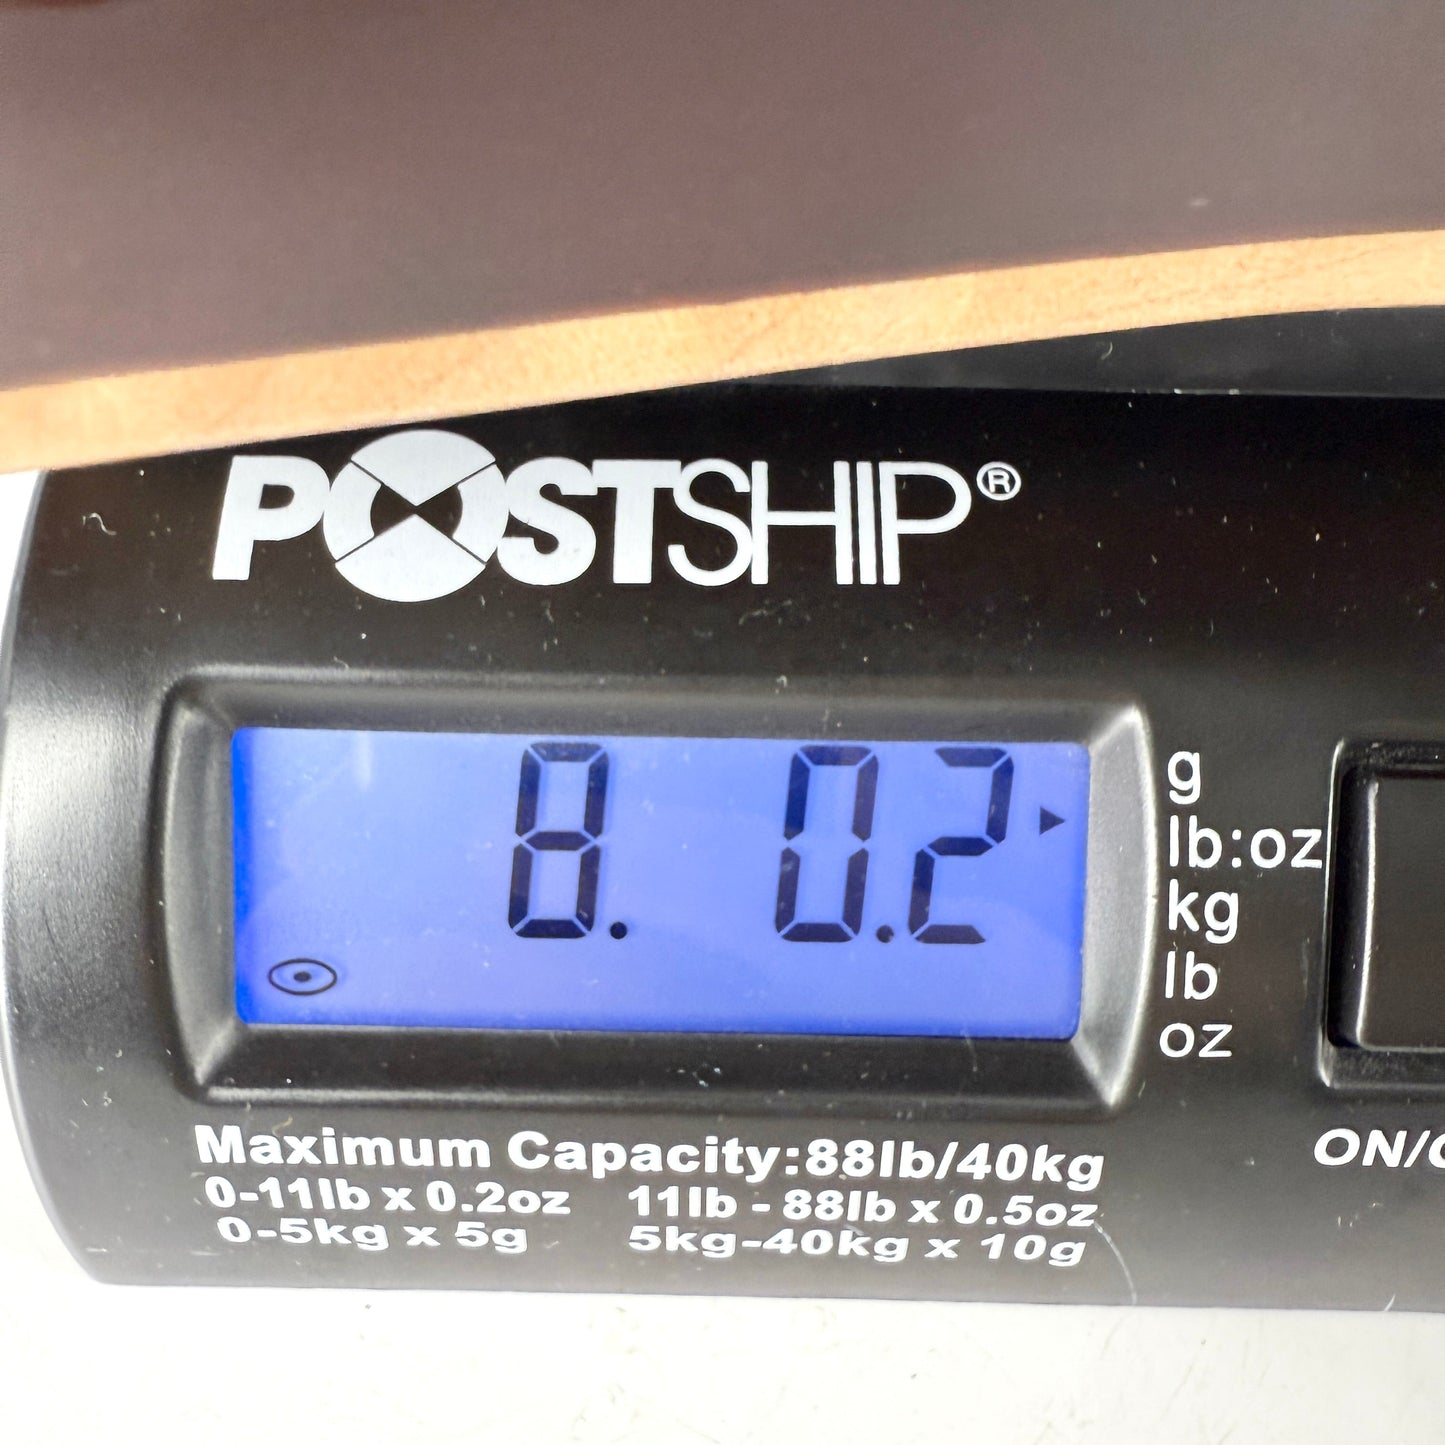 POSTSHIP®
8. 0.2
g
lb:oz
kg
lb
oz
Maximum Capacity:88lb/40kg
0-11lb x 0.2oz 11lb - 88lb x 0.5oz
0-5kg x 5g 5kg-40kg x 10g